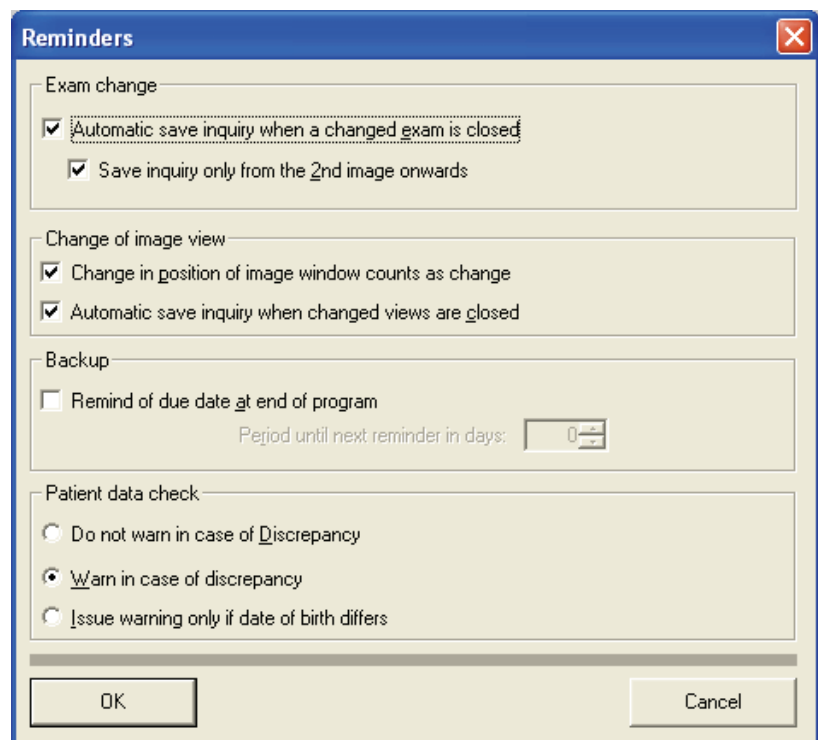 Reminders
Exam change
Automatic save inquiry when a changed exam is closed
Save inquiry only from the 2nd image onwards
Change of image view
Change in position of image window counts as change
Automatic save inquiry when changed views are closed
Backup
Remind of due date at end of program
Period until next reminder in days: 0
Patient data check
Do not warn in case of Discrepancy
Warn in case of discrepancy
Issue warning only if date of birth differs
OK Cancel